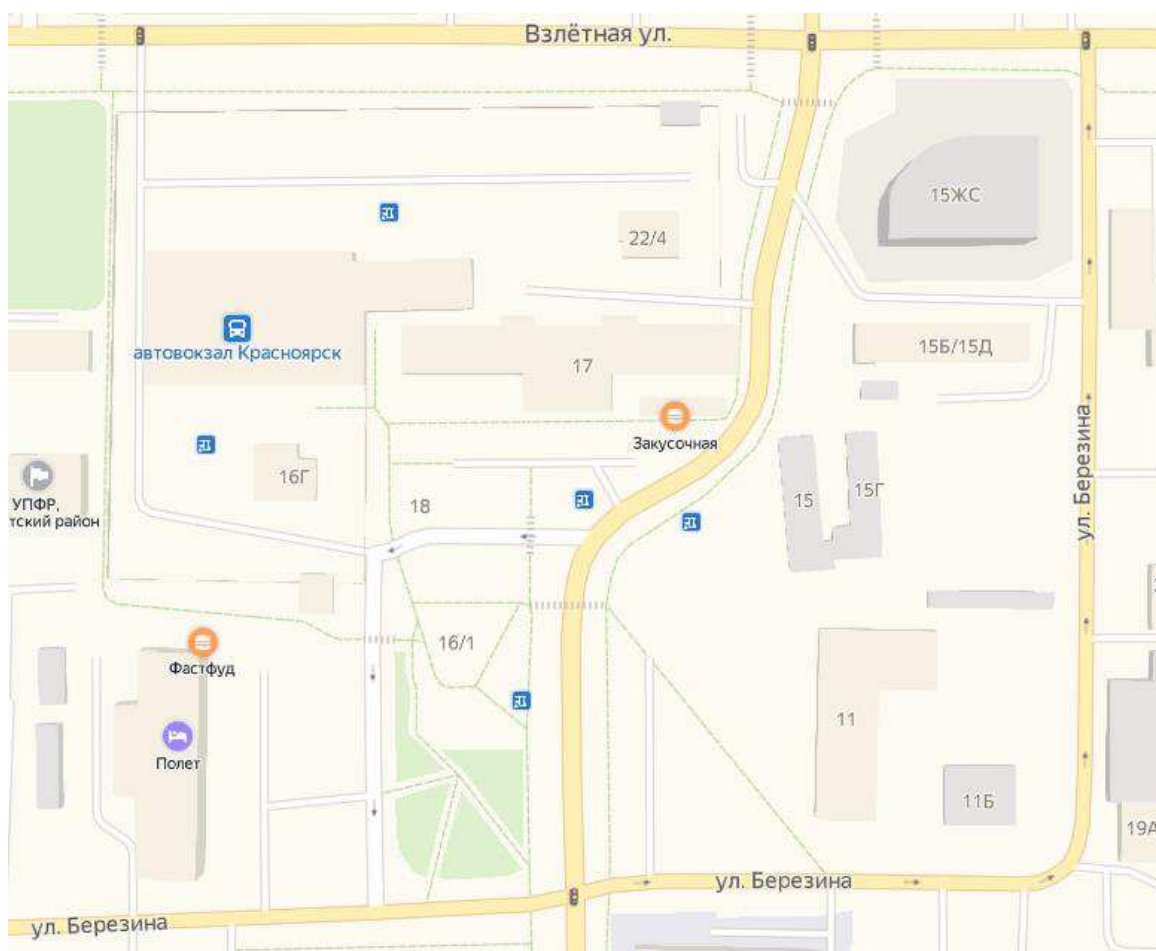 Взлётная ул.
15ЖС
22/4
автовокзал Красноярск
17
15Б/15Д
Закусочная
ул. Березина
16Г
УПФР,
тский район
18
15
15Г
16/1
Фастфуд
Полет
11
11Б
19А
ул. Березина
ул. Березина